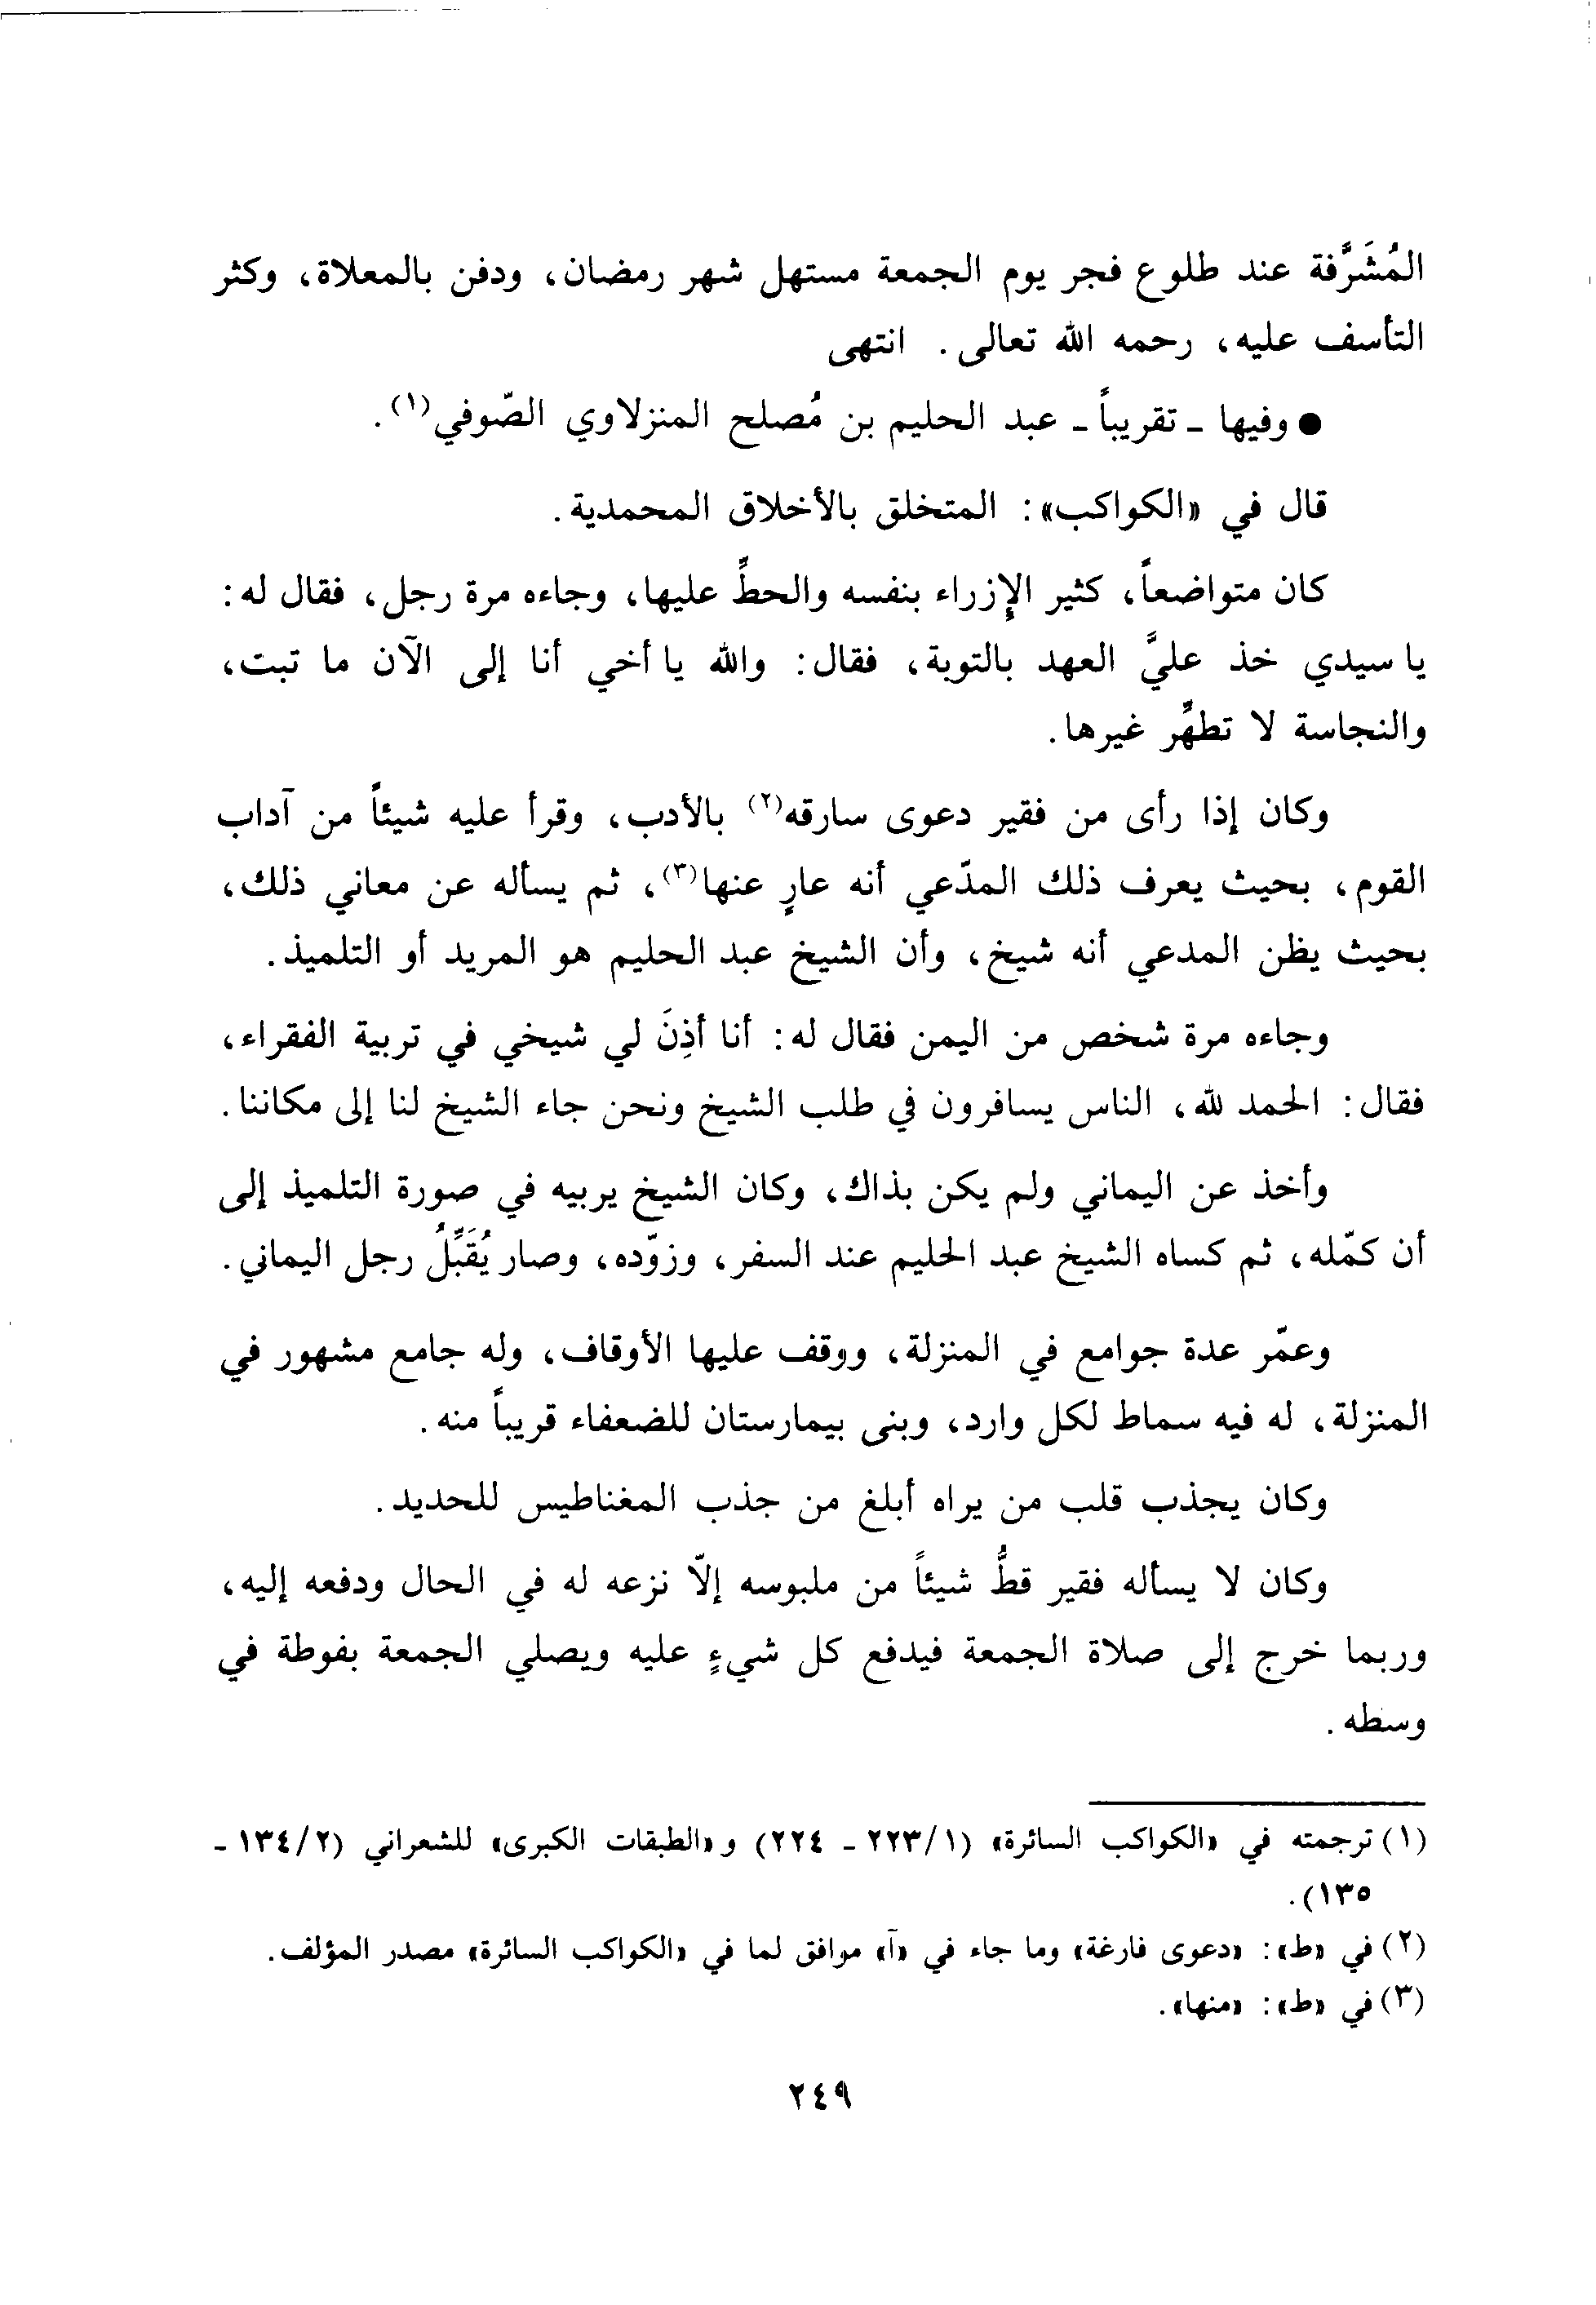 المُشَرَّفة عند طلوع فجر يوم الجمعة مستهل شهر رمضان، ودفن بالمعلاة، وكثر
التأسف عليه، رحمه الله تعالى. انتهى
● وفيها ـ تقريباً ـ عبد الحليم بن مُصلح المنزلاوي الصّوفي(١).
قال في «الكواكب»: المتخلق بالأخلاق المحمدية.
كان متواضعاً، كثير الإِزراء بنفسه والحطِّ عليها، وجاءه مرة رجل، فقال له:
يا سيدي خذ عليَّ العهد بالتوبة، فقال: والله يا أخي أنا إلى الآن ما تبت،
والنجاسة لا تطهِّر غيرها.
وكان إذا رأى من فقير دعوى سارقه(٢) بالأدب، وقرأ عليه شيئاً من آداب
القوم، بحيث يعرف ذلك المدّعي أنه عارٍ عنها(٣)، ثم يسأله عن معاني ذلك،
بحيث يظن المدعي أنه شيخ، وأن الشيخ عبد الحليم هو المريد أو التلميذ.
وجاءه مرة شخص من اليمن فقال له: أنا أذِنَ لي شيخي في تربية الفقراء،
فقال: الحمد لله، الناس يسافرون في طلب الشيخ ونحن جاء الشيخ لنا إلى مكاننا.
وأخذ عن اليماني ولم يكن بذاك، وكان الشيخ يربيه في صورة التلميذ إلى
أن كمّله، ثم كساه الشيخ عبد الحليم عند السفر، وزوّده، وصار يُقَبِّلُ رجل اليماني.
وعمّر عدة جوامع في المنزلة، ووقف عليها الأوقاف، وله جامع مشهور في
المنزلة، له فيه سماط لكل وارد، وبنى بيمارستان للضعفاء قريباً منه.
وكان يجذب قلب من يراه أبلغ من جذب المغناطيس للحديد.
وكان لا يسأله فقير قطُّ شيئاً من ملبوسه إلاّ نزعه له في الحال ودفعه إليه،
وربما خرج إلى صلاة الجمعة فيدفع كل شيءٍ عليه ويصلي الجمعة بفوطة في
وسطه.
(١) ترجمته في «الكواكب السائرة» (١/٢٢٣ ـ ٢٢٤) و«الطبقات الكبرى» للشعراني (٢/١٣٤ ـ
١٣٥).
(٢) في «ط»: «دعوى فارغة» وما جاء في «آ» موافق لما في «الكواكب السائرة» مصدر المؤلف.
(٣) في «ط»: «منها».
٢٤٩